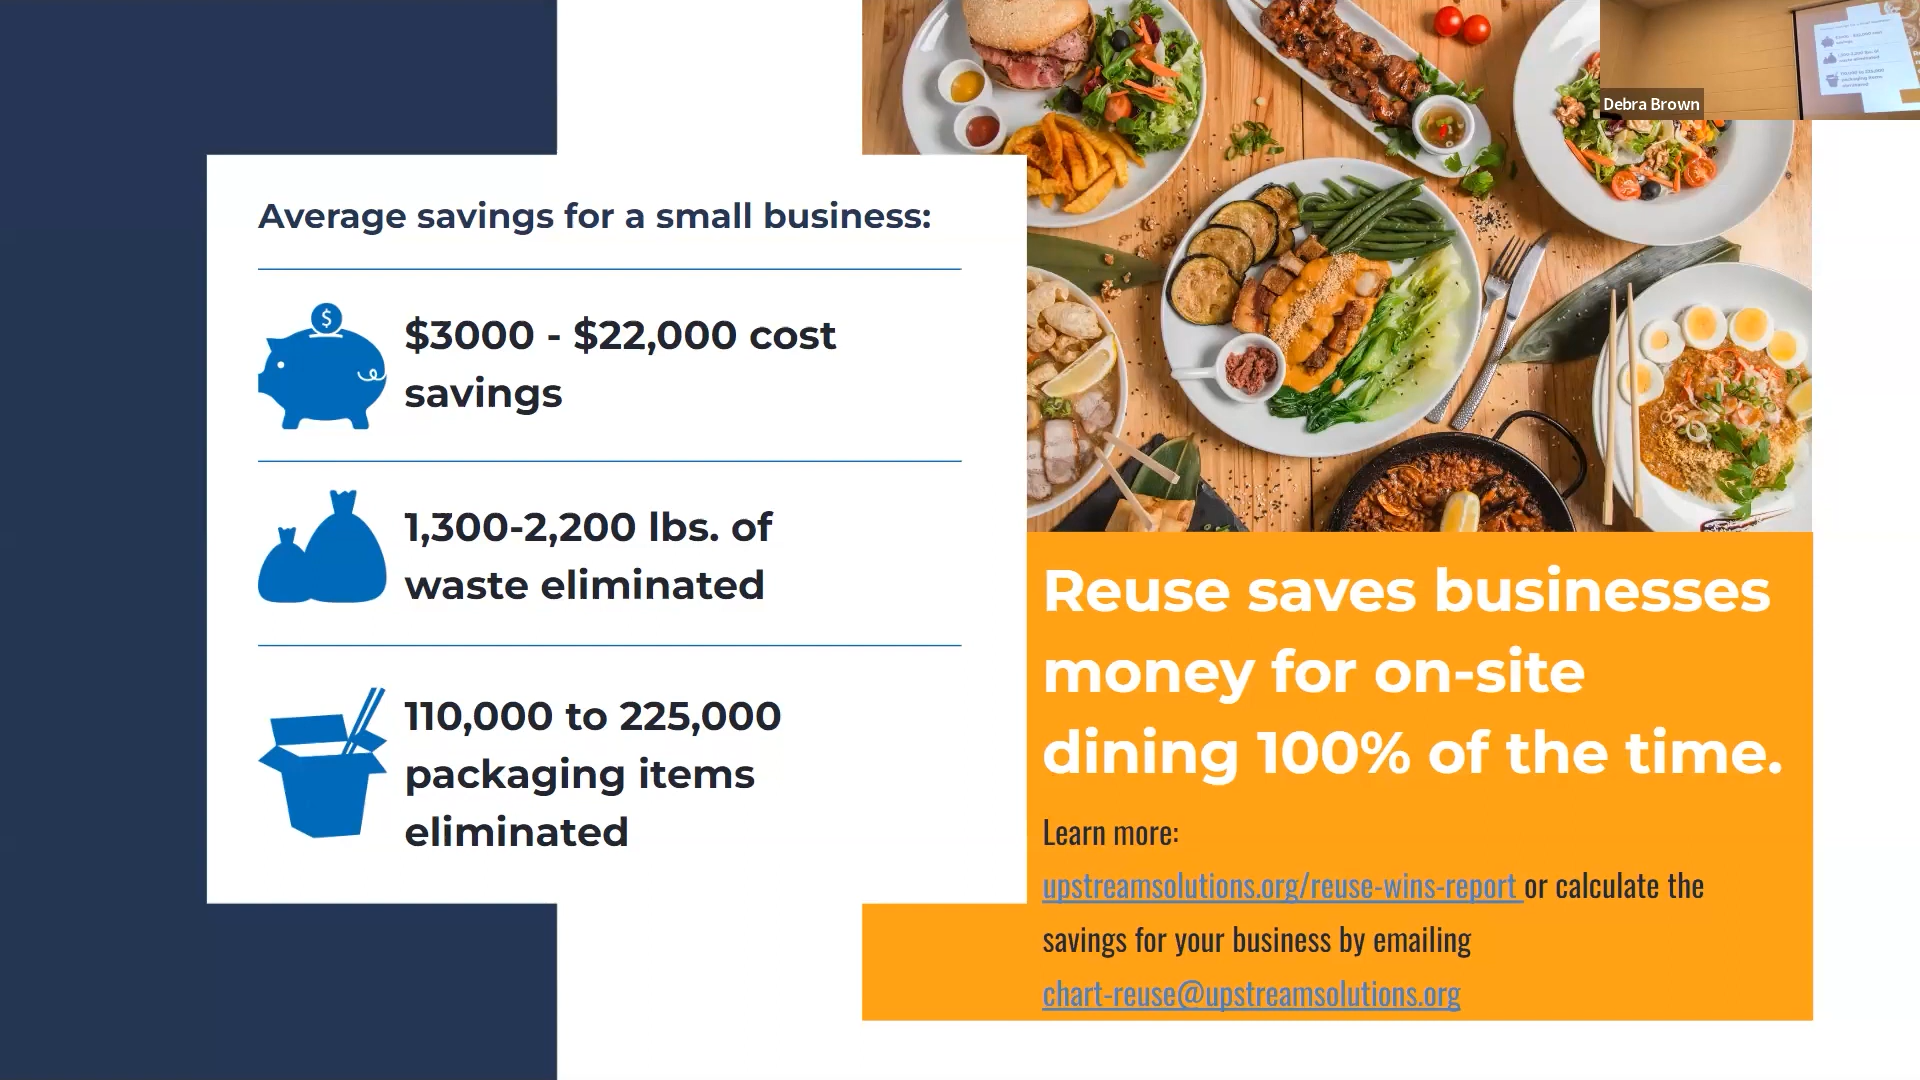 Average savings for a small business:
$
$3000 - $22,000 cost
savings
1,300-2,200 lbs. of
waste eliminated
110,000 to 225,000
packaging items
eliminated
Debra Brown
Reuse saves businesses
money for on-site
dining 100% of the time.
Learn more:
upstreamsolutions.org/reuse-wins-report or calculate the
savings for your business by emailing
chart-reuse@upstreamsolutions.org